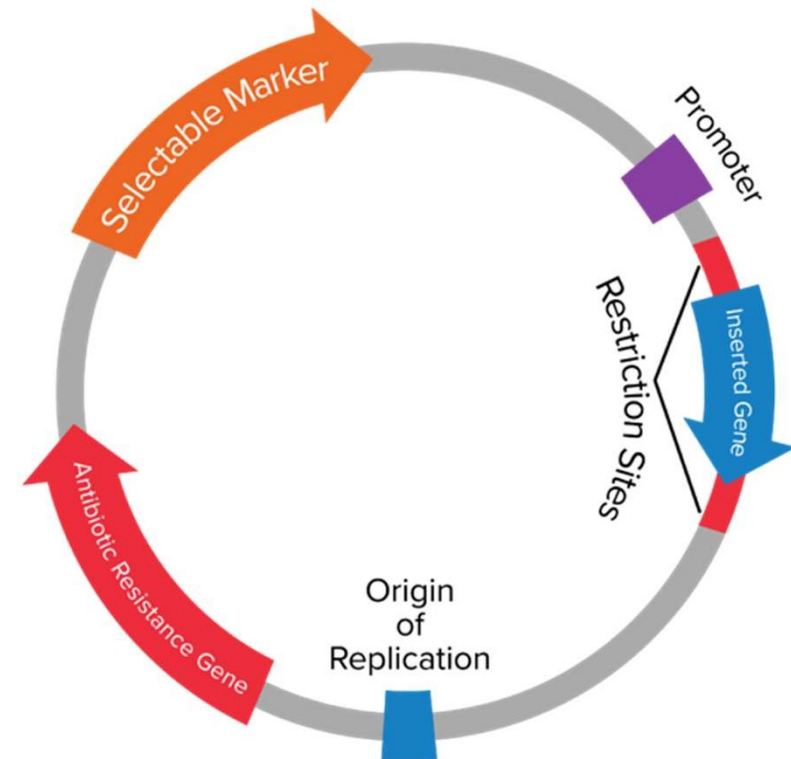 Selectable Marker
Promoter
Restriction Sites
Inserted Gene
Antibiotic Resistance Gene
Origin
of
Replication